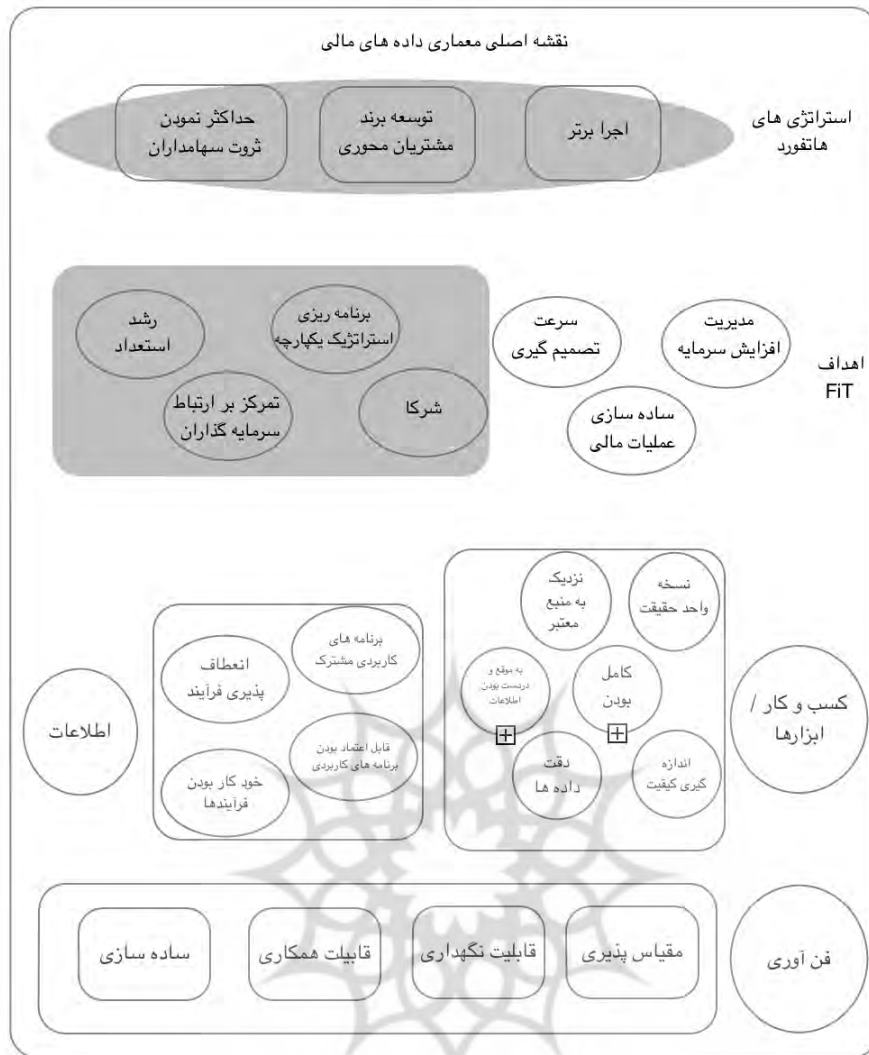 نقشه اصلی معماری داده های مالی
استراتژی های
هاتفورد
اجرا برتر
توسعه برند
مشتریان محوری
حداکثر نمودن
ثروت سهامداران
اهداف
FiT
مدیریت
افزایش سرمایه
سرعت
تصمیم گیری
ساده سازی
عملیات مالی
برنامه ریزی
استراتژیک یکپارچه
رشد
استعداد
شرکا
تمرکز بر ارتباط
سرمایه گذاران
کسب و کار /
ابزارها
نسخه
واحد حقیقت
نزدیک
به منبع
معتبر
کامل
بودن
به موقع و
دردست بودن
اطلاعات
اندازه
گیری کیفیت
دقت
داده ها
برنامه های
کاربردی مشترک
انعطاف
پذیری فرآیند
قابل اعتماد بودن
برنامه های کاربردی
خود کار بودن
فرآیندها
اطلاعات
فن آوری
مقیاس پذیری
قابلیت نگهداری
قابیلت همکاری
ساده سازی